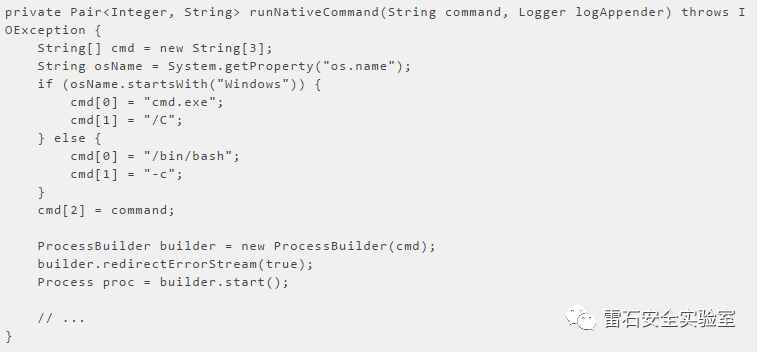 private Pair<Integer, String> runNativeCommand(String command, Logger logAppender) throws I
OException {
    String[] cmd = new String[3];
    String osName = System.getProperty("os.name");
    if (osName.startsWith("Windows")) {
        cmd[0] = "cmd.exe";
        cmd[1] = "/C";
    } else {
        cmd[0] = "/bin/bash";
        cmd[1] = "-c";
    }
    cmd[2] = command;

    ProcessBuilder builder = new ProcessBuilder(cmd);
    builder.redirectErrorStream(true);
    Process proc = builder.start();

    // ...
}
雷石安全实验室